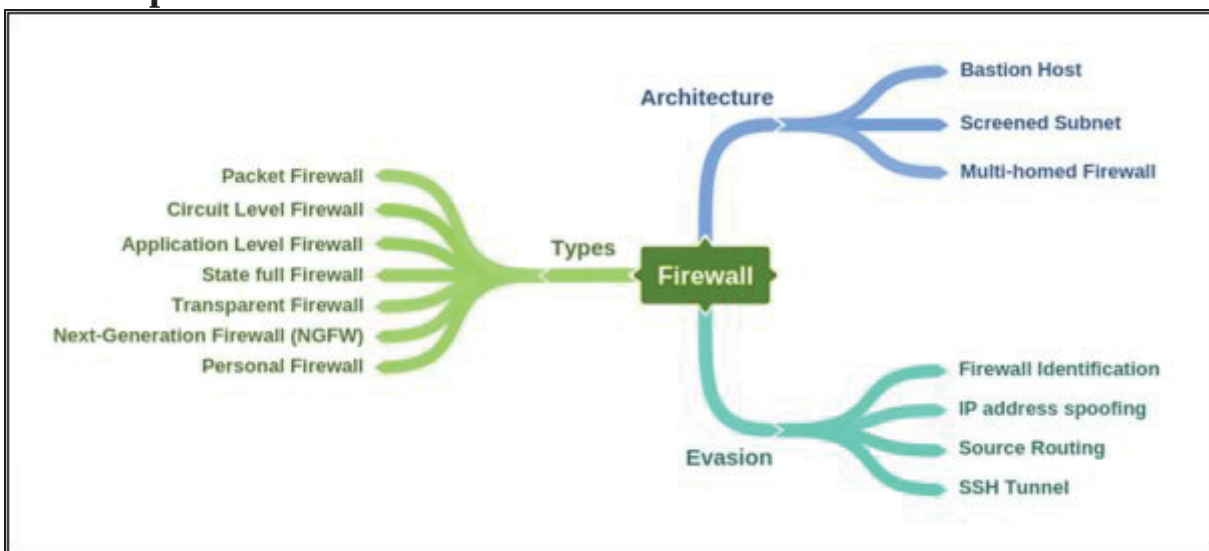 Architecture
Bastion Host
Screened Subnet
Multi-homed Firewall
Packet Firewall
Circuit Level Firewall
Application Level Firewall
State full Firewall
Transparent Firewall
Next-Generation Firewall (NGFW)
Personal Firewall
Types
Firewall
Evasion
Firewall Identification
IP address spoofing
Source Routing
SSH Tunnel